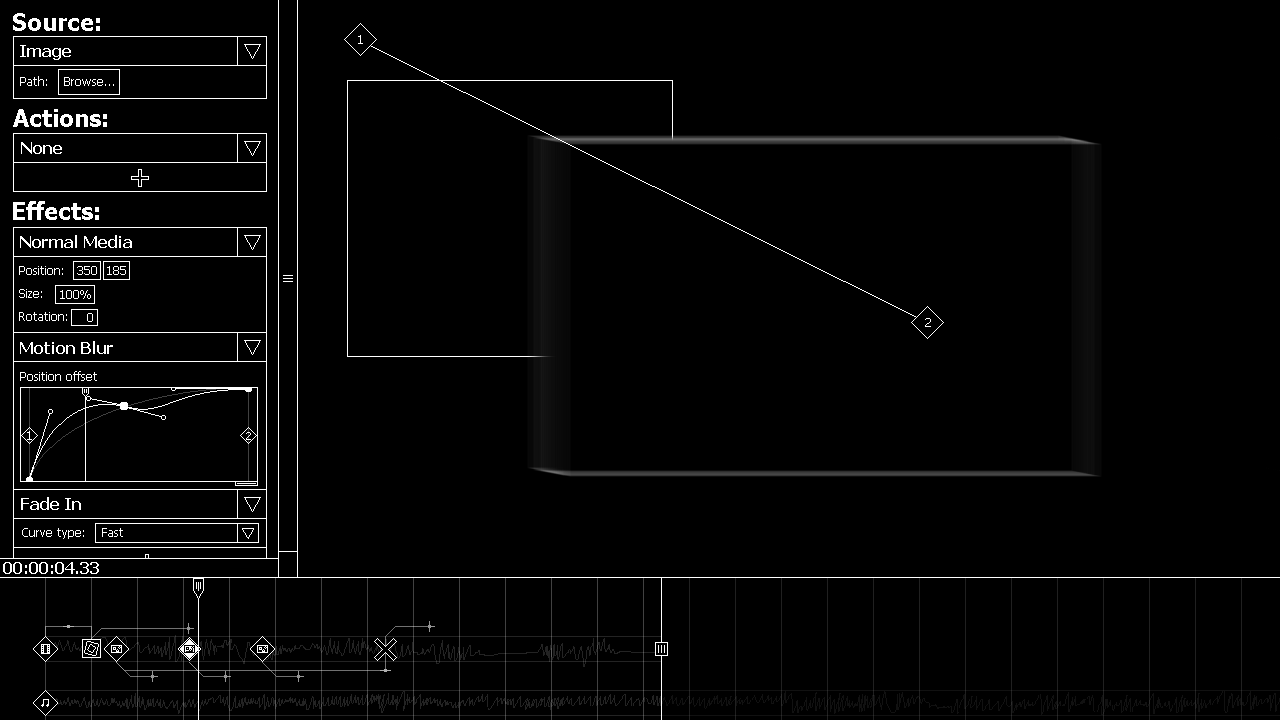 Source:
Image
Path: Browse...
Actions:
None
Effects:
Normal Media
Position: 350 185
Size: 100%
Rotation: 0
Motion Blur
Position offset
1 2
Fade In
Curve type: Fast
00:00:04.33
1
2